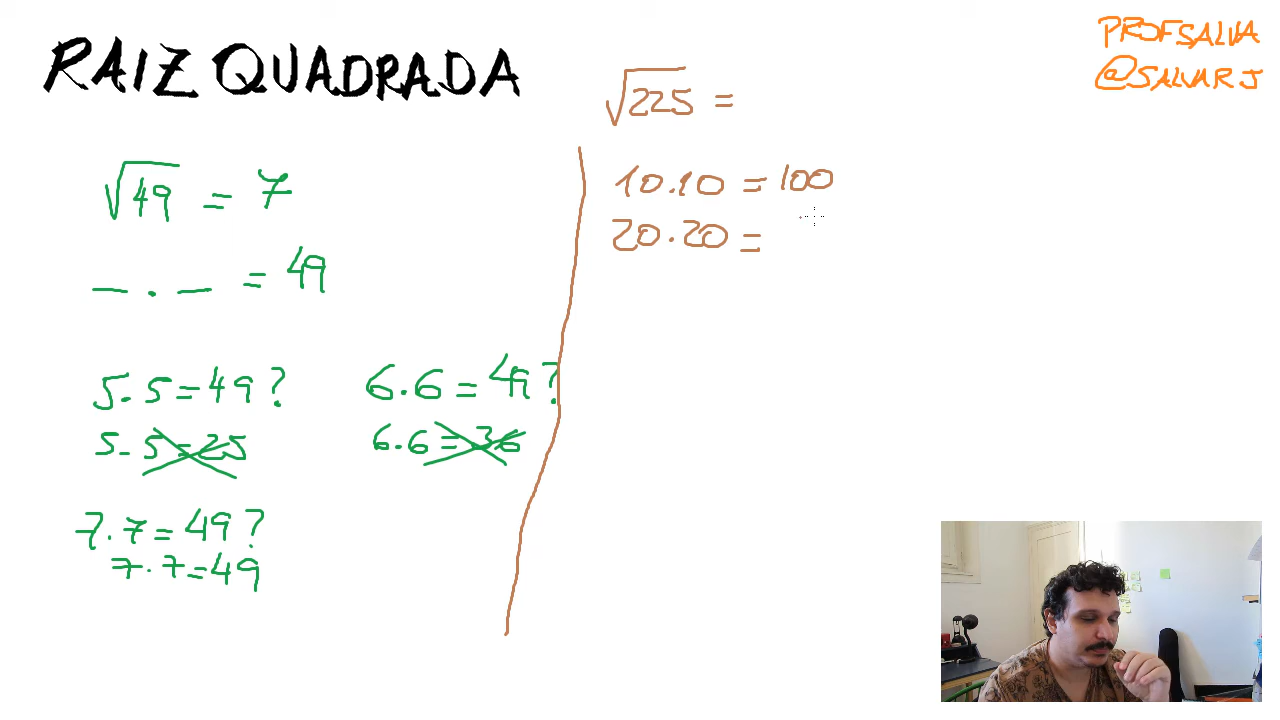 RAIZ QUADRADA
PROFSALVA
@SALVARJ
√49 = 7
_ . _ = 49
5.5=49?
5.5=25
6.6=49?
6.6=36
7.7=49?
7.7=49
√225 =
10.10=100
20.20=